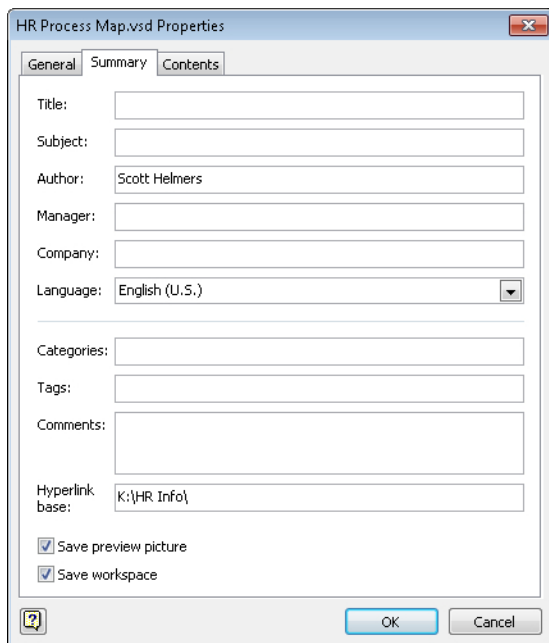 HR Process Map.vsd Properties
General Summary Contents
Title:
Subject:
Author: Scott Helmers
Manager:
Company:
Language: English (U.S.)
Categories:
Tags:
Comments:
Hyperlink
base: K:\HR Info\
Save preview picture
Save workspace
? OK Cancel